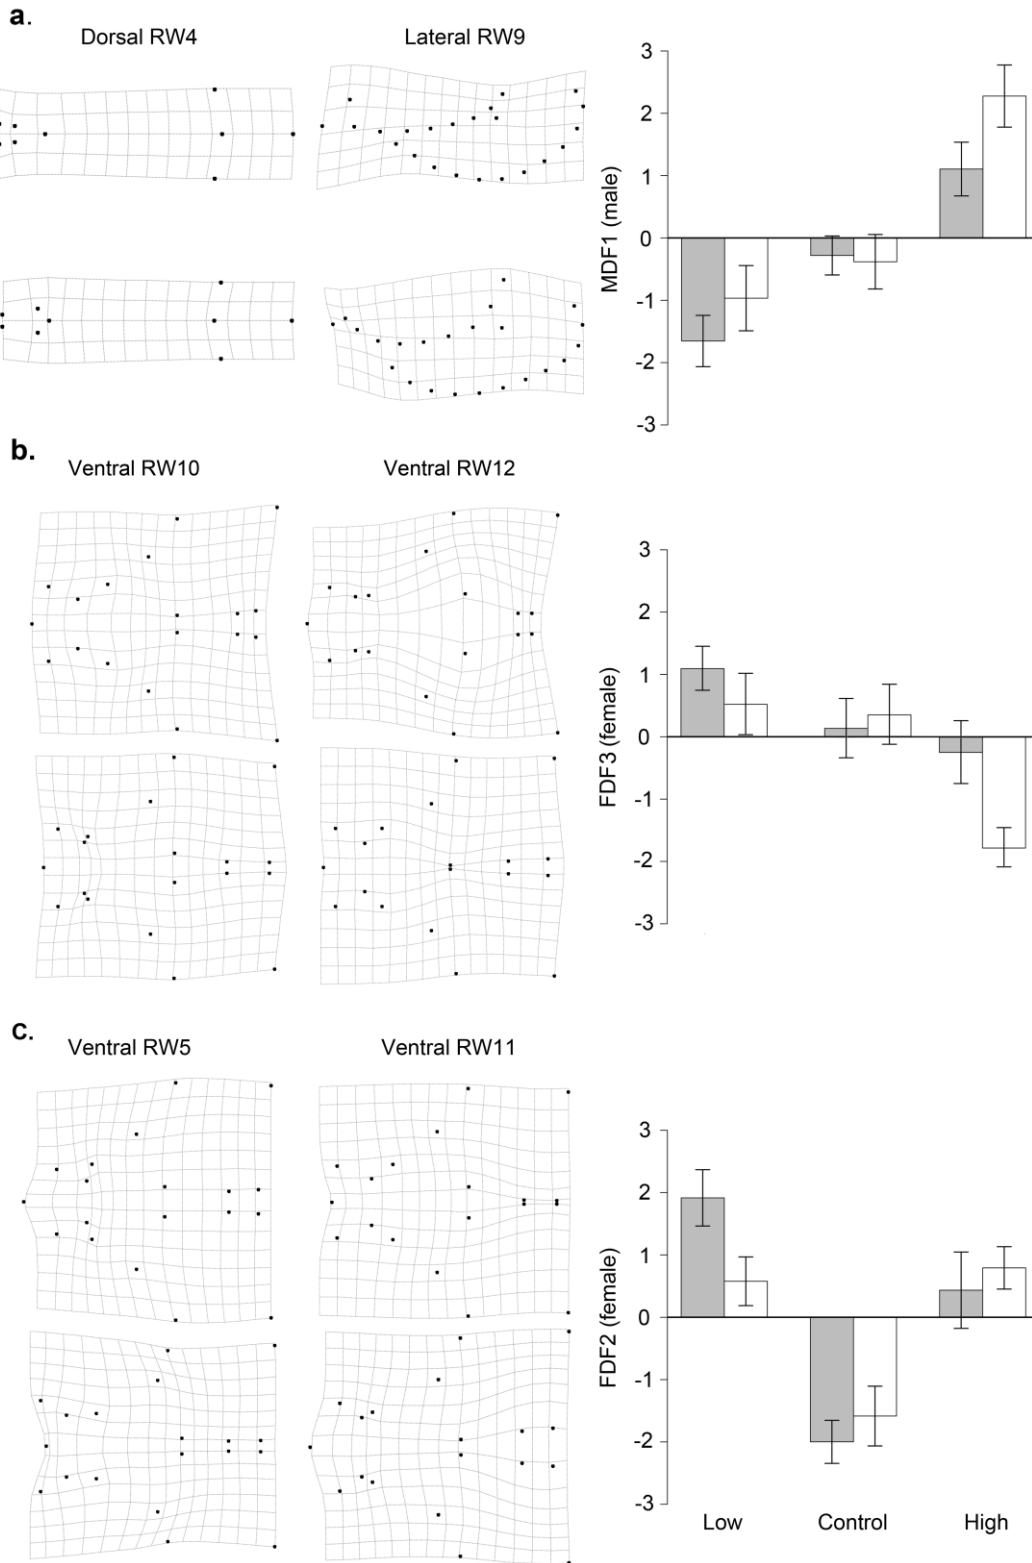 a.
Dorsal RW4
Lateral RW9
3
2
1
0
-1
-2
-3
MDF1 (male)
b.
Ventral RW10
Ventral RW12
3
2
1
0
-1
-2
-3
FDF3 (female)
c.
Ventral RW5
Ventral RW11
3
2
1
0
-1
-2
-3
FDF2 (female)
Low Control High